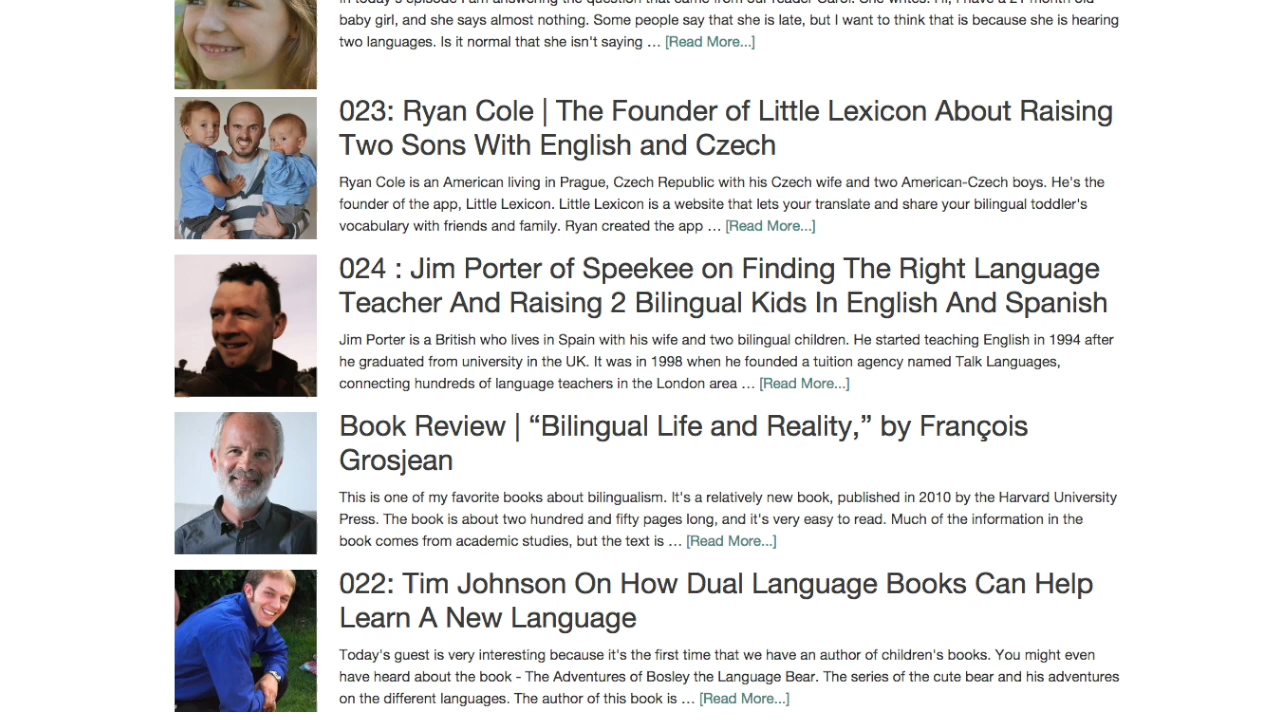 baby girl, and she says almost nothing. Some people say that she is late, but I want to think that is because she is hearing
two languages. Is it normal that she isn't saying … [Read More...]
023: Ryan Cole | The Founder of Little Lexicon About Raising
Two Sons With English and Czech
Ryan Cole is an American living in Prague, Czech Republic with his Czech wife and two American-Czech boys. He's the
founder of the app, Little Lexicon. Little Lexicon is a website that lets your translate and share your bilingual toddler's
vocabulary with friends and family. Ryan created the app … [Read More...]
024 : Jim Porter of Speekee on Finding The Right Language
Teacher And Raising 2 Bilingual Kids In English And Spanish
Jim Porter is a British who lives in Spain with his wife and two bilingual children. He started teaching English in 1994 after
he graduated from university in the UK. It was in 1998 when he founded a tuition agency named Talk Languages,
connecting hundreds of language teachers in the London area … [Read More...]
Book Review | “Bilingual Life and Reality,” by François
Grosjean
This is one of my favorite books about bilingualism. It's a relatively new book, published in 2010 by the Harvard University
Press. The book is about two hundred and fifty pages long, and it's very easy to read. Much of the information in the
book comes from academic studies, but the text is … [Read More...]
022: Tim Johnson On How Dual Language Books Can Help
Learn A New Language
Today's guest is very interesting because it's the first time that we have an author of children's books. You might even
have heard about the book - The Adventures of Bosley the Language Bear. The series of the cute bear and his adventures
on the different languages. The author of this book is … [Read More...]